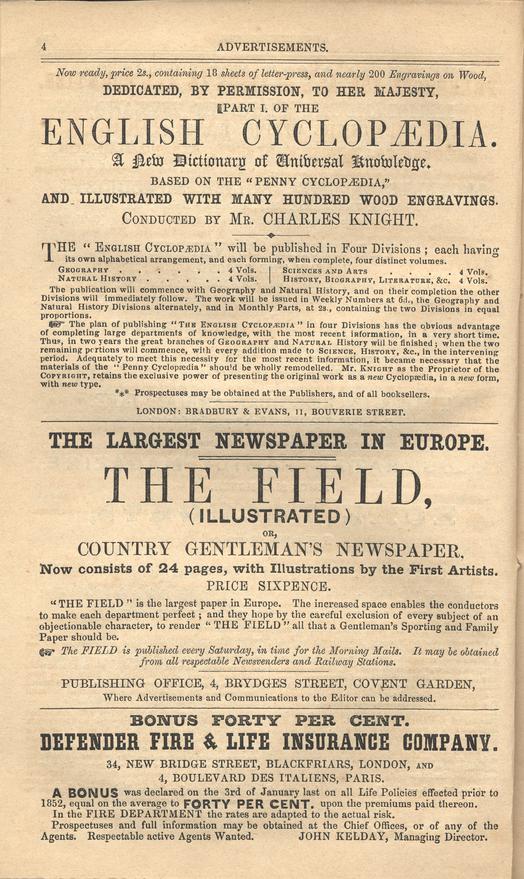 4
ADVERTISEMENTS.
Now ready, price 2s., containing 18 sheets of letter-press, and nearly 200 Engravings on Wood,
DEDICATED, BY PERMISSION, TO HER MAJESTY,
PART I. OF THE
ENGLISH CYCLOPÆDIA.
A New Dictionary of Universal Knowledge.
BASED ON THE "PENNY CYCLOPÆDIA,"
AND ILLUSTRATED WITH MANY HUNDRED WOOD ENGRAVINGS.
CONDUCTED BY MR. CHARLES KNIGHT.
THE "ENGLISH CYCLOPÆDIA" will be published in Four Divisions; each having
its own alphabetical arrangement, and each forming, when complete, four distinct volumes.
GEOGRAPHY . . . . . . 4 Vols. | SCIENCES AND ARTS . . . . . 4 Vols.
NATURAL HISTORY . . . . . 4 Vols. | HISTORY, BIOGRAPHY, LITERATURE, &c. 4 Vols.
The publication will commence with Geography and Natural History, and on their completion the other
Divisions will immediately follow. The work will be issued in Weekly Numbers at 6d., the Geography and
Natural History Divisions alternately, and in Monthly Parts, at 2s., containing the two Divisions in equal
proportions.
☞ The plan of publishing "THE ENGLISH CYCLOPÆDIA" in four Divisions has the obvious advantage
of completing large departments of knowledge, with the most recent information, in a very short time.
Thus, in two years the great branches of GEOGRAPHY and NATURAL HISTORY will be finished; when the two
remaining portions will commence, with every addition made to SCIENCE, HISTORY, &c., in the intervening
period. Adequately to meet this necessity for the most recent information, it became necessary that the
materials of the "Penny Cyclopædia" should be wholly remodelled. Mr. KNIGHT as the Proprietor of the
COPYRIGHT, retains the exclusive power of presenting the original work as a new Cyclopædia, in a new form,
with new type.
*** Prospectuses may be obtained at the Publishers, and of all booksellers.
LONDON: BRADBURY & EVANS, 11, BOUVERIE STREET.
THE LARGEST NEWSPAPER IN EUROPE.
THE FIELD,
(ILLUSTRATED)
OR,
COUNTRY GENTLEMAN'S NEWSPAPER.
Now consists of 24 pages, with Illustrations by the First Artists.
PRICE SIXPENCE.
"THE FIELD" is the largest paper in Europe. The increased space enables the conductors
to make each department perfect; and they hope by the careful exclusion of every subject of an
objectionable character, to render "THE FIELD" all that a Gentleman's Sporting and Family
Paper should be.
☞ The FIELD is published every Saturday, in time for the Morning Mails. It may be obtained
from all respectable Newsvenders and Railway Stations.
PUBLISHING OFFICE, 4, BRYDGES STREET, COVENT GARDEN,
Where Advertisements and Communications to the Editor can be addressed.
BONUS FORTY PER CENT.
DEFENDER FIRE & LIFE INSURANCE COMPANY.
34, NEW BRIDGE STREET, BLACKFRIARS, LONDON, AND
4, BOULEVARD DES ITALIENS, PARIS.
A BONUS was declared on the 3rd of January last on all Life Policies effected prior to
1852, equal on the average to FORTY PER CENT. upon the premiums paid thereon.
In the FIRE DEPARTMENT the rates are adapted to the actual risk.
Prospectuses and full information may be obtained at the Chief Offices, or of any of the
Agents. Respectable active Agents Wanted. JOHN KELDAY, Managing Director.